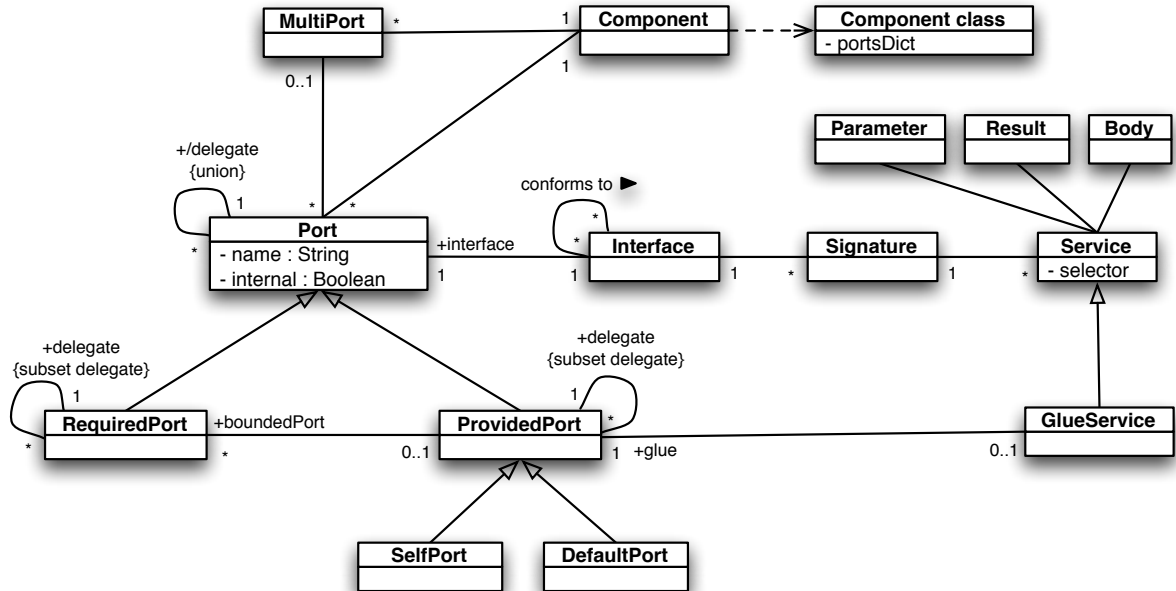 MultiPort
*
1
Component
Component class
- portsDict
0..1
1
Parameter
Result
Body
+/delegate
{union}
1
*
*
*
Port
- name : String
- internal : Boolean
+interface
1
conforms to ►
*
*
1
Interface
1
*
Signature
1
*
Service
- selector
+delegate
{subset delegate}
1
*
RequiredPort
+boundedPort
*
0..1
+delegate
{subset delegate}
1
*
ProvidedPort
1
+glue
0..1
GlueService
SelfPort
DefaultPort